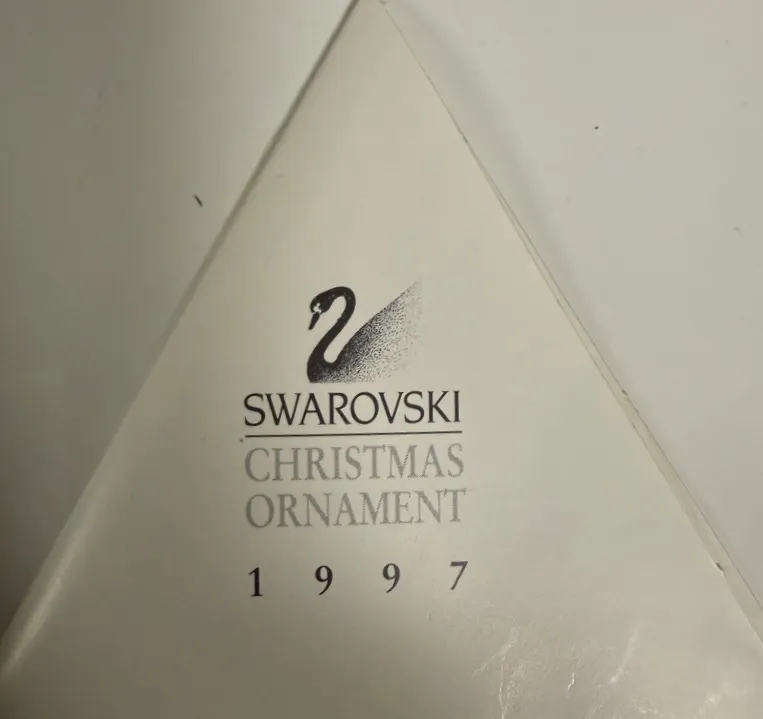 SWAROVSKI
CHRISTMAS
ORNAMENT
1 9 9 7